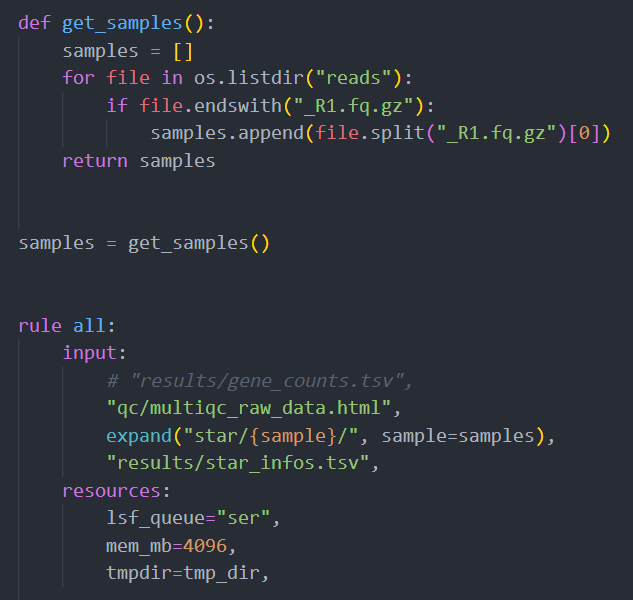 def get_samples():
    samples = []
    for file in os.listdir("reads"):
        if file.endswith("_R1.fq.gz"):
            samples.append(file.split("_R1.fq.gz")[0])
    return samples
samples = get_samples()
rule all:
    input:
        # "results/gene_counts.tsv",
        "qc/multiqc_raw_data.html",
        expand("star/{sample}/", sample=samples),
        "results/star_infos.tsv",
    resources:
        lsf_queue="ser",
        mem_mb=4096,
        tmpdir=tmp_dir,